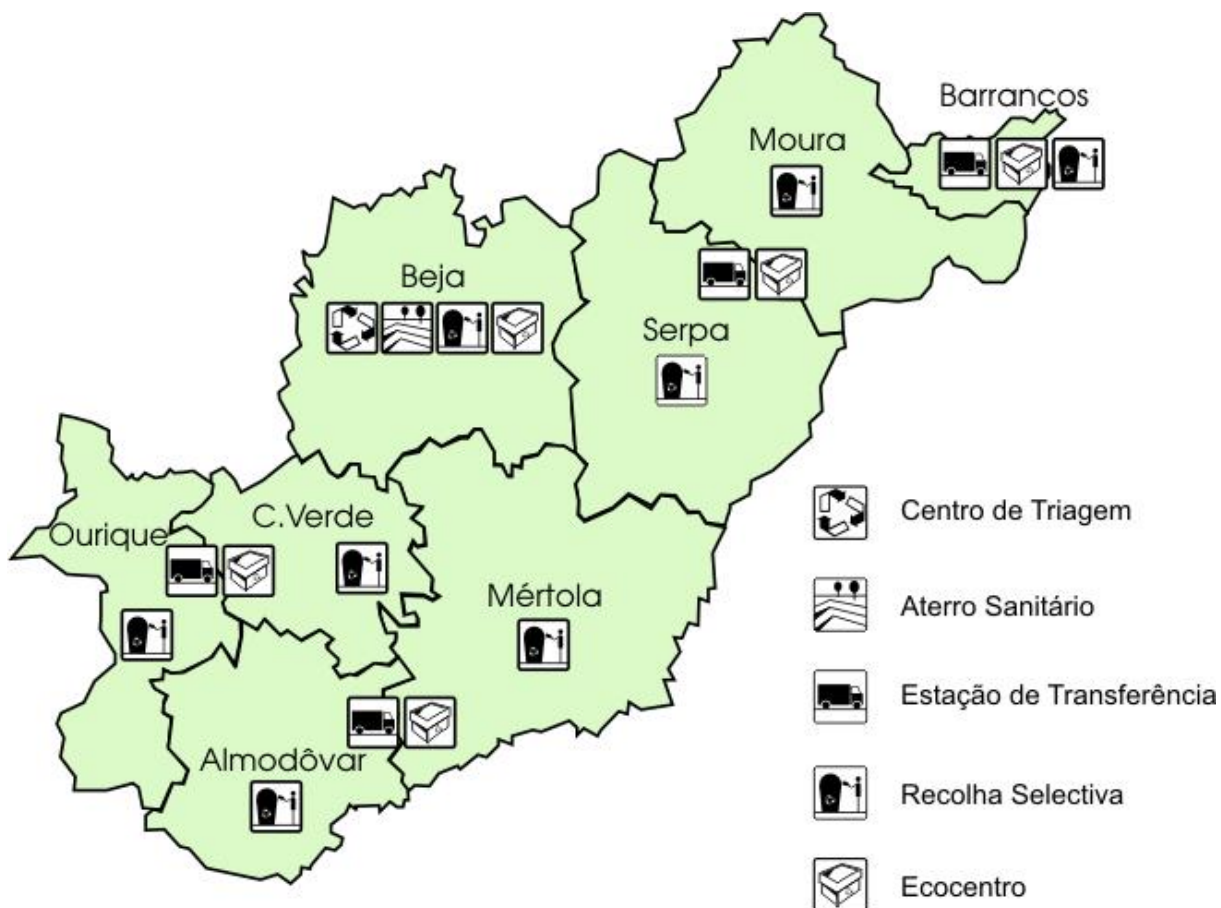 Barrancos
Moura
Beja
Serpa
C.Verde
Ourique
Mértola
Almodôvar
Centro de Triagem
Aterro Sanitário
Estação de Transferência
Recolha Selectiva
Ecocentro